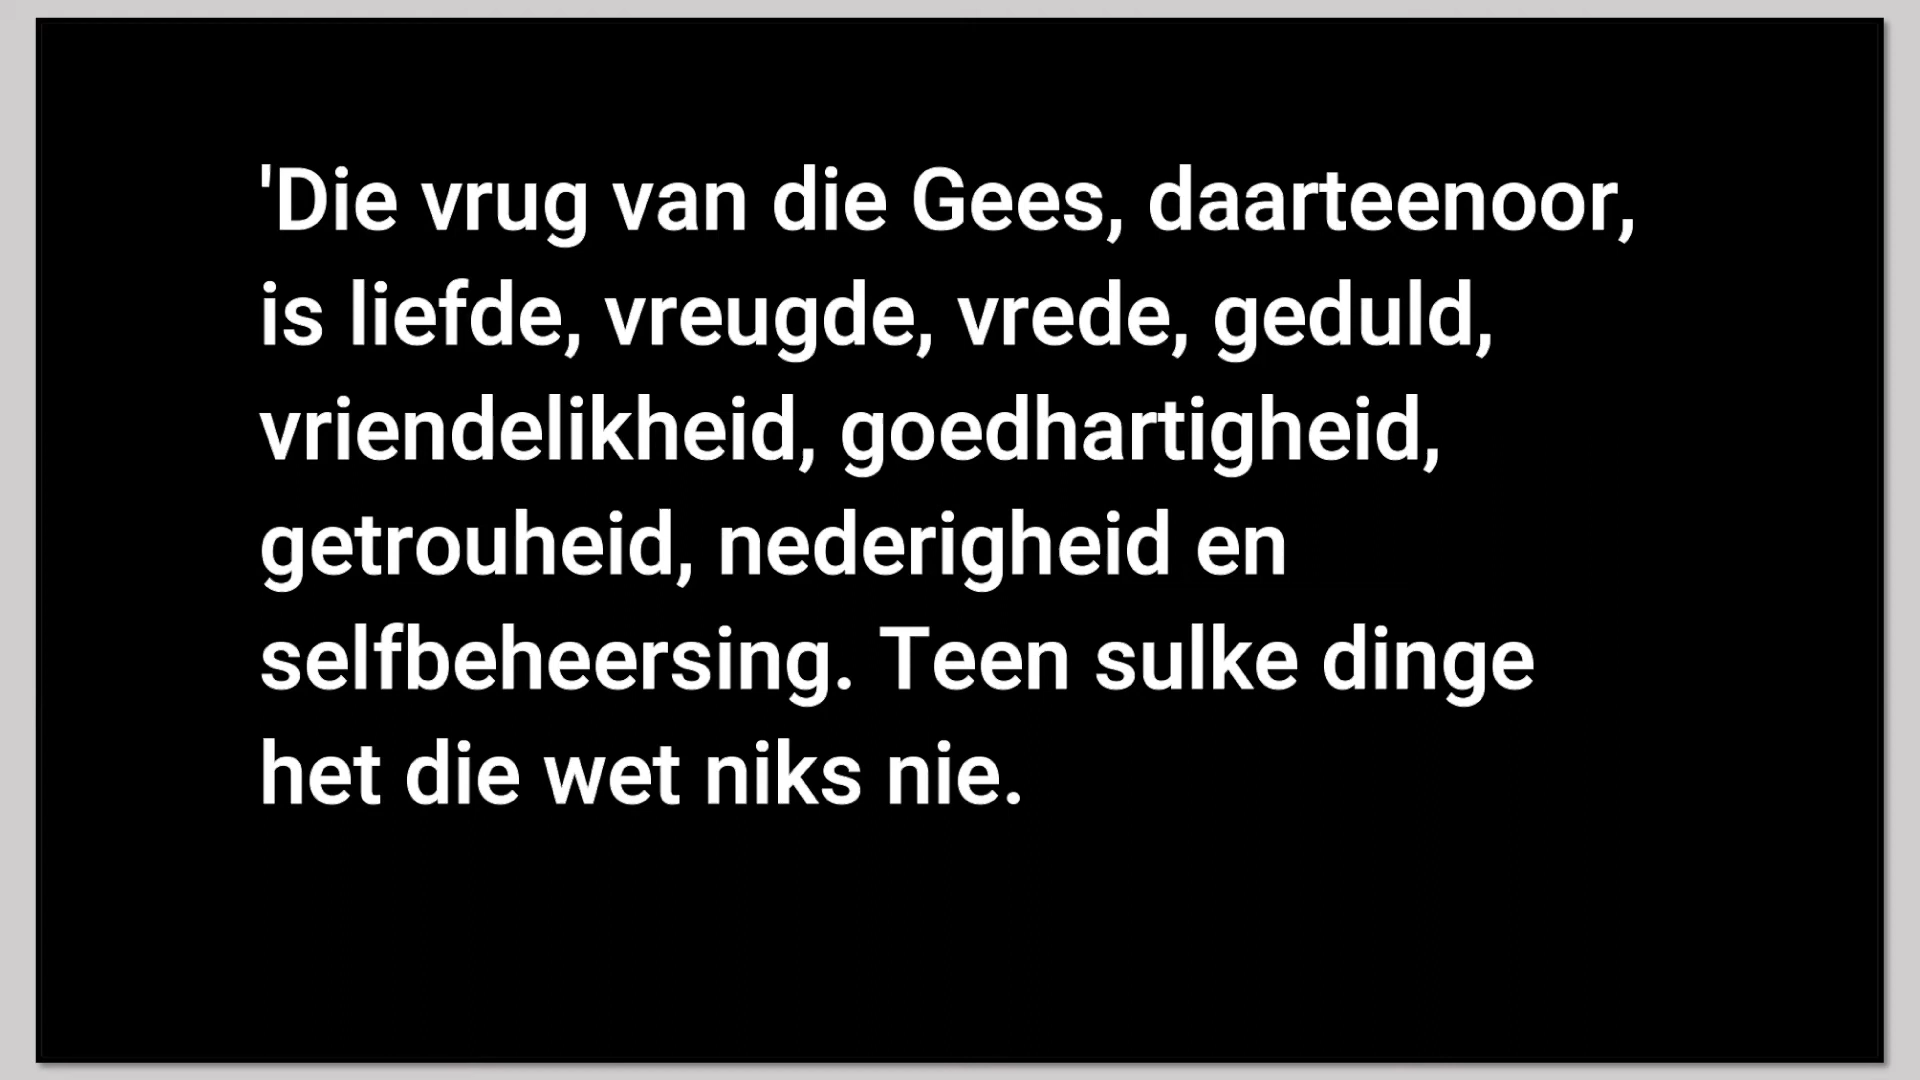 'Die vrug van die Gees, daarteenoor,
is liefde, vreugde, vrede, geduld,
vriendelikheid, goedhartigheid,
getrouheid, nederigheid en
selfbeheersing. Teen sulke dinge
het die wet niks nie.